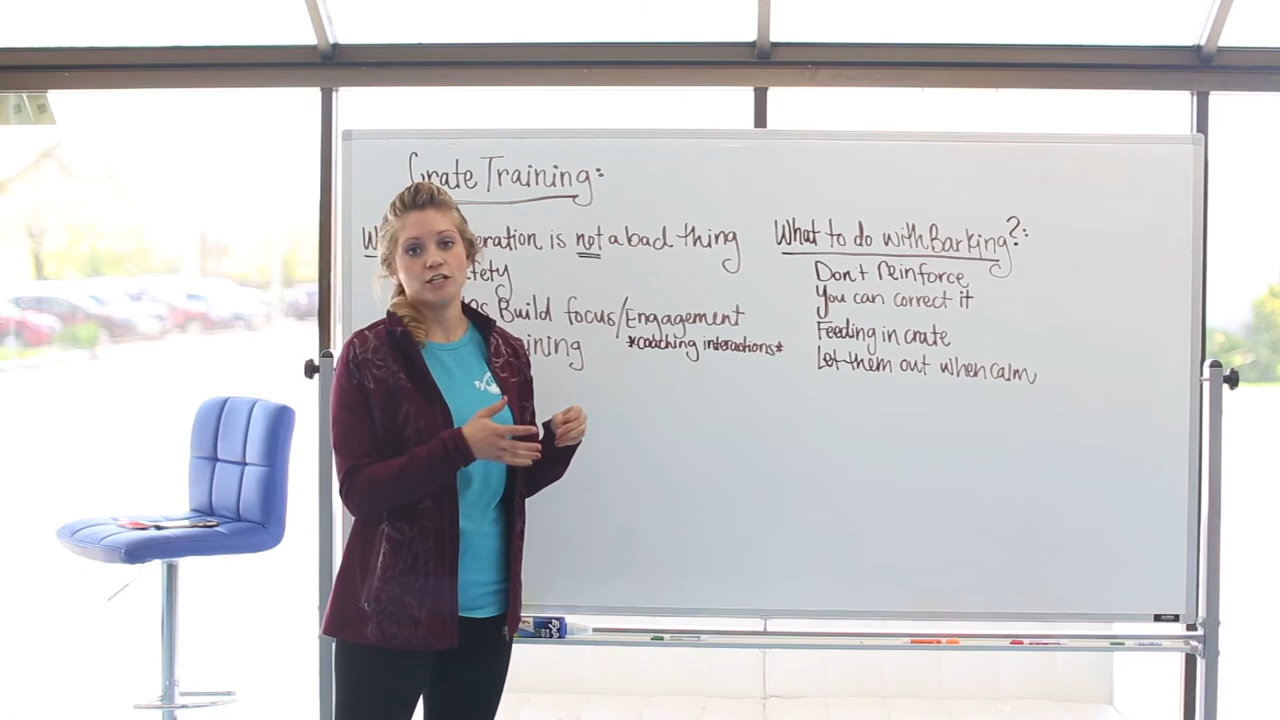 Crate Training:
is not a bad thing
Build focus/Engagement
*coaching interactions*
What to do with Barking?:
Don't reinforce
You can correct it
Feeding in crate
Let them out when calm